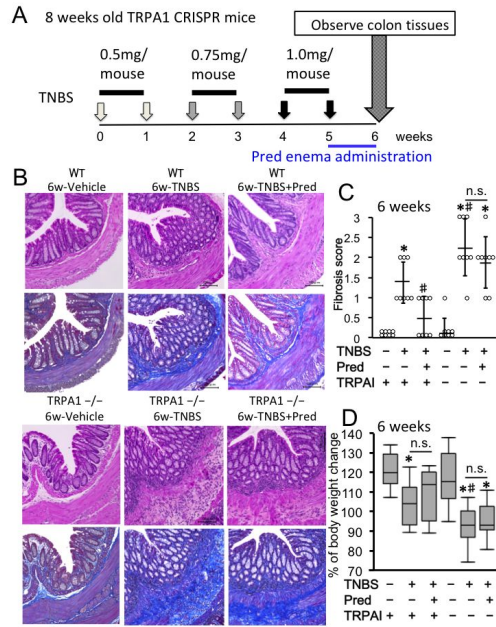 A
8 weeks old TRPA1 CRISPR mice
Observe colon tissues
0.5mg/
mouse
0.75mg/
mouse
1.0mg/
mouse
TNBS
0 1 2 3 4 5 6 weeks
Pred enema administration
B
WT
6w-Vehicle
WT
6w-TNBS
WT
6w-TNBS+Pred
TRPA1 −/−
6w-Vehicle
TRPA1 −/−
6w-TNBS
TRPA1 −/−
6w-TNBS+Pred
C
6 weeks
n.s.
*
#
*#
*
Fibrosis score
3
2.5
2
1.5
1
0.5
0
TNBS − + + − + +
Pred − − + − − +
TRPAI + + + − − −
D
6 weeks
n.s.
n.s.
*
*#
*
% of body weight change
140
130
120
110
100
90
80
70
TNBS − + + − + +
Pred − − + − − +
TRPAI + + + − − −